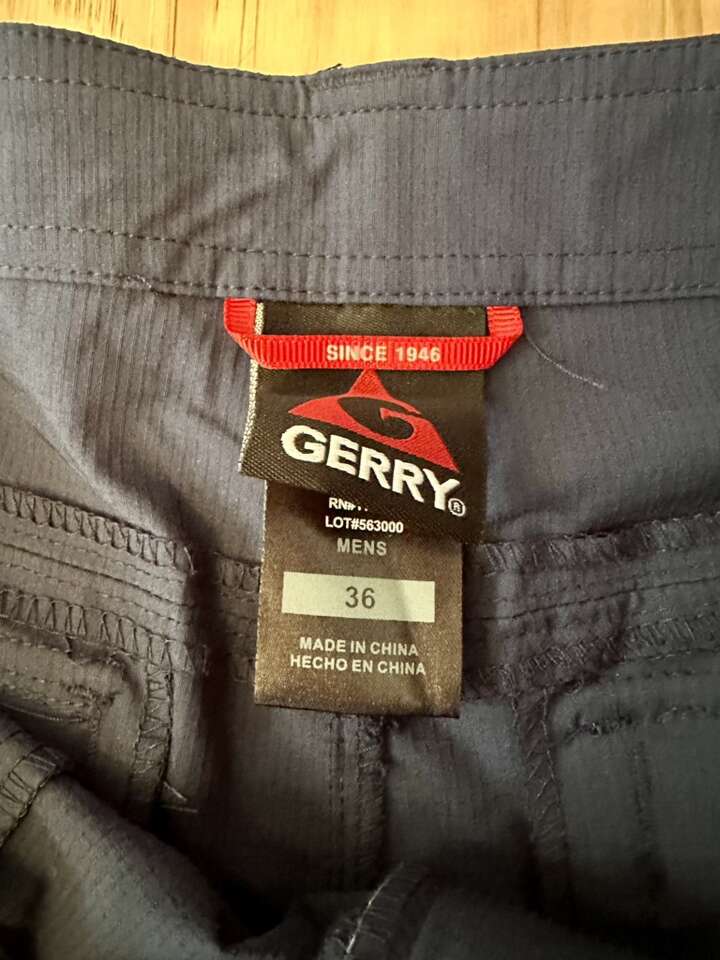 SINCE 1946
GERRY®
LOT#563000
MENS
36
MADE IN CHINA
HECHO EN CHINA